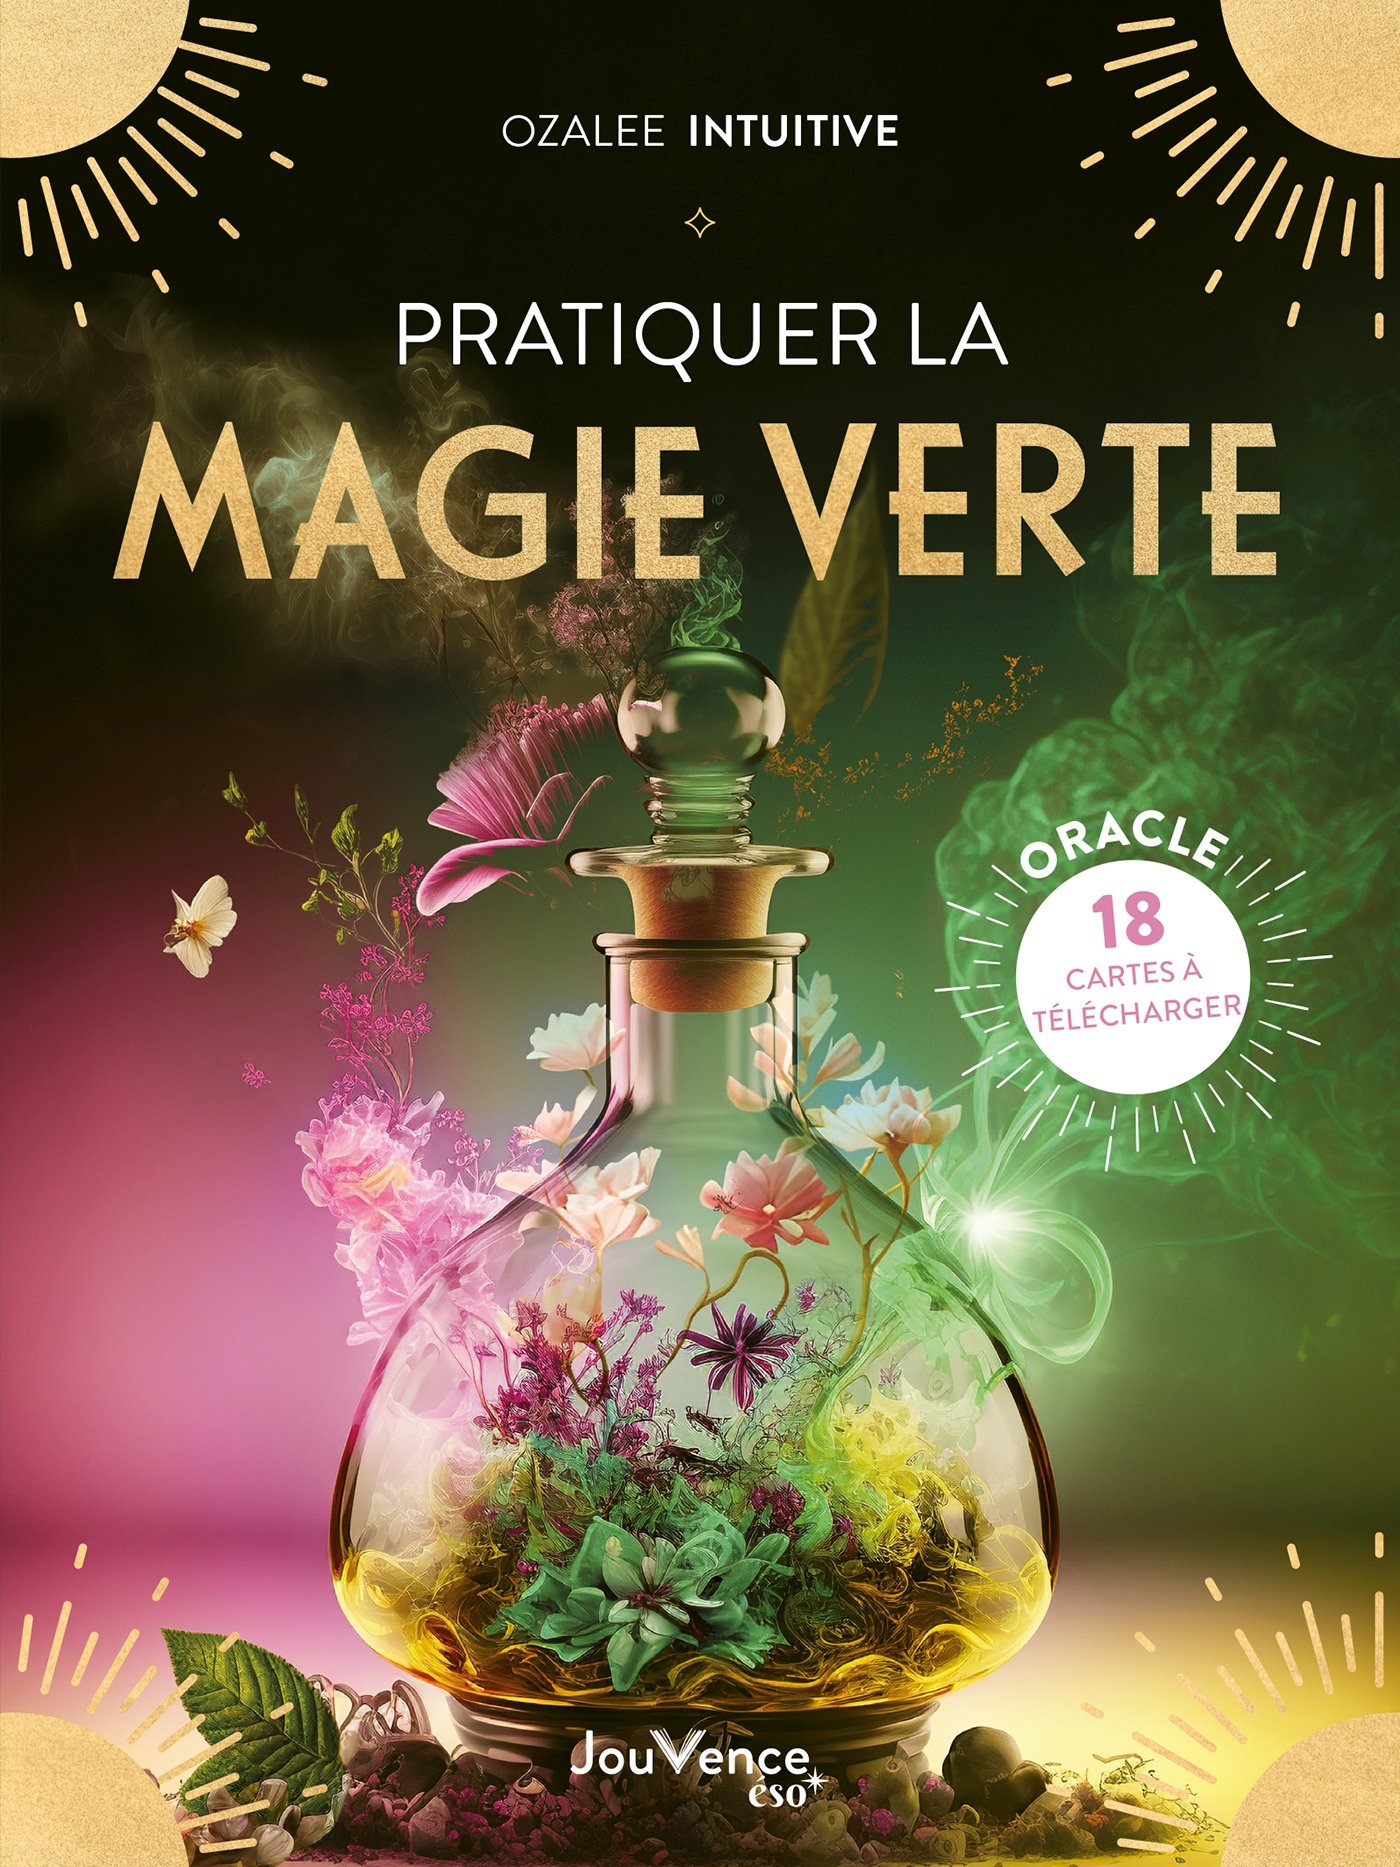 OZALEE INTUITIVE
PRATIQUER LA
MAGIE VERTE
ORACLE
18
CARTES À
TÉLÉCHARGER
JouVence
éso